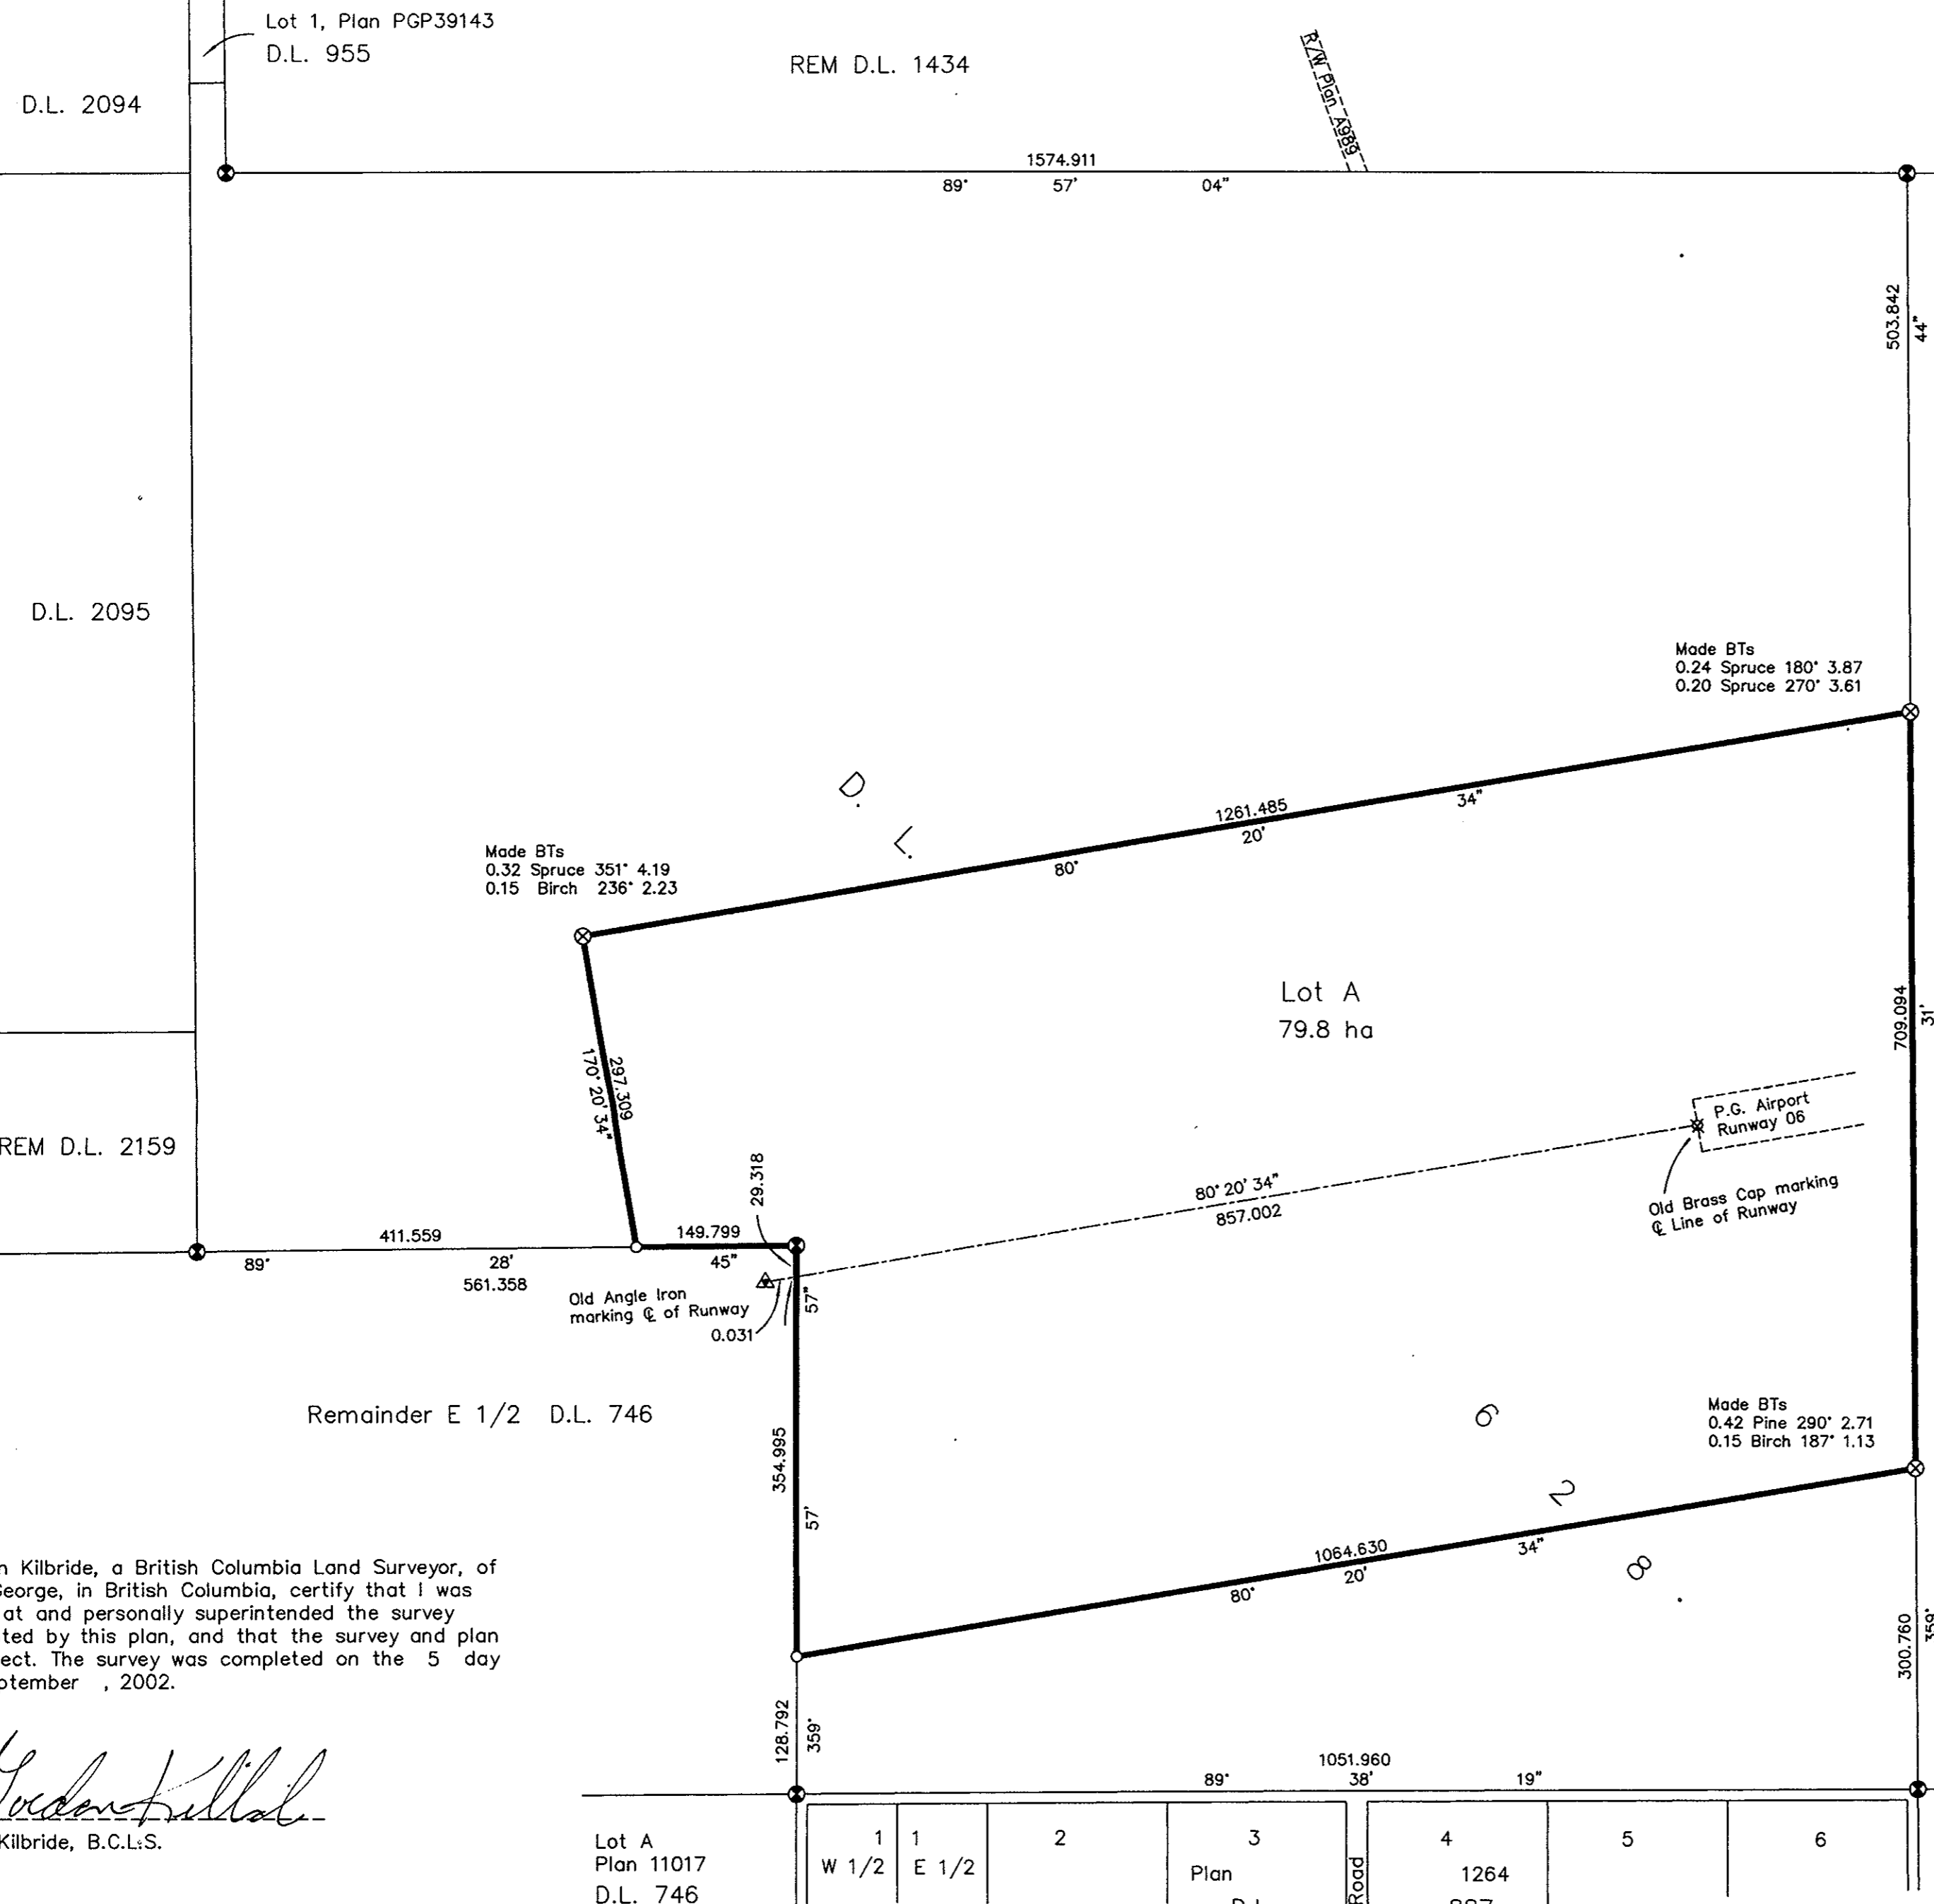 Lot 1, Plan PGP39143
D.L. 955
REM D.L. 1434
R/W Plan A989
D.L. 2094
1574.911
89° 57' 04"
503.842
44"
D.L. 2095
Made BTs
0.24 Spruce 180° 3.87
0.20 Spruce 270° 3.61
D. L.
1261.485
80° 20' 34"
Made BTs
0.32 Spruce 351° 4.19
0.15 Birch 236° 2.23
Lot A
79.8 ha
709.094
31'
297.309
170° 20' 34"
P.G. Airport
Runway 06
REM D.L. 2159
29.318
80° 20' 34"
857.002
Old Brass Cap marking
℄ Line of Runway
411.559
149.799
89° 28' 45"
561.358
Old Angle Iron
marking ℄ of Runway
0.031
57"
Remainder E 1/2 D.L. 746
354.995
57'
Made BTs
0.42 Pine 290° 2.71
0.15 Birch 187° 1.13
6 2 8
1064.630
80° 20' 34"
n Kilbride, a British Columbia Land Surveyor, of
George, in British Columbia, certify that I was
at and personally superintended the survey
ted by this plan, and that the survey and plan
ect. The survey was completed on the 5 day
ptember , 2002.
300.760
359°
128.792
359°
1051.960
89° 38' 19"
Gordon Kilbride
Kilbride, B.C.L.S.
Lot A
Plan 11017
D.L. 746
1
W 1/2
1
E 1/2
2
3
4
5
6
Plan 1264
Road